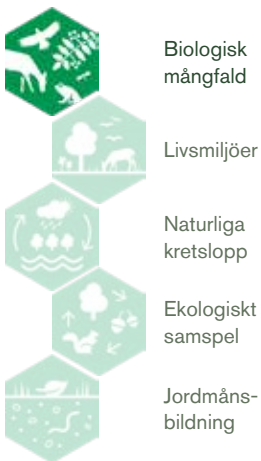 Biologisk
mångfald
Livsmiljöer
Naturliga
kretslopp
Ekologiskt
samspel
Jordmåns-
bildning